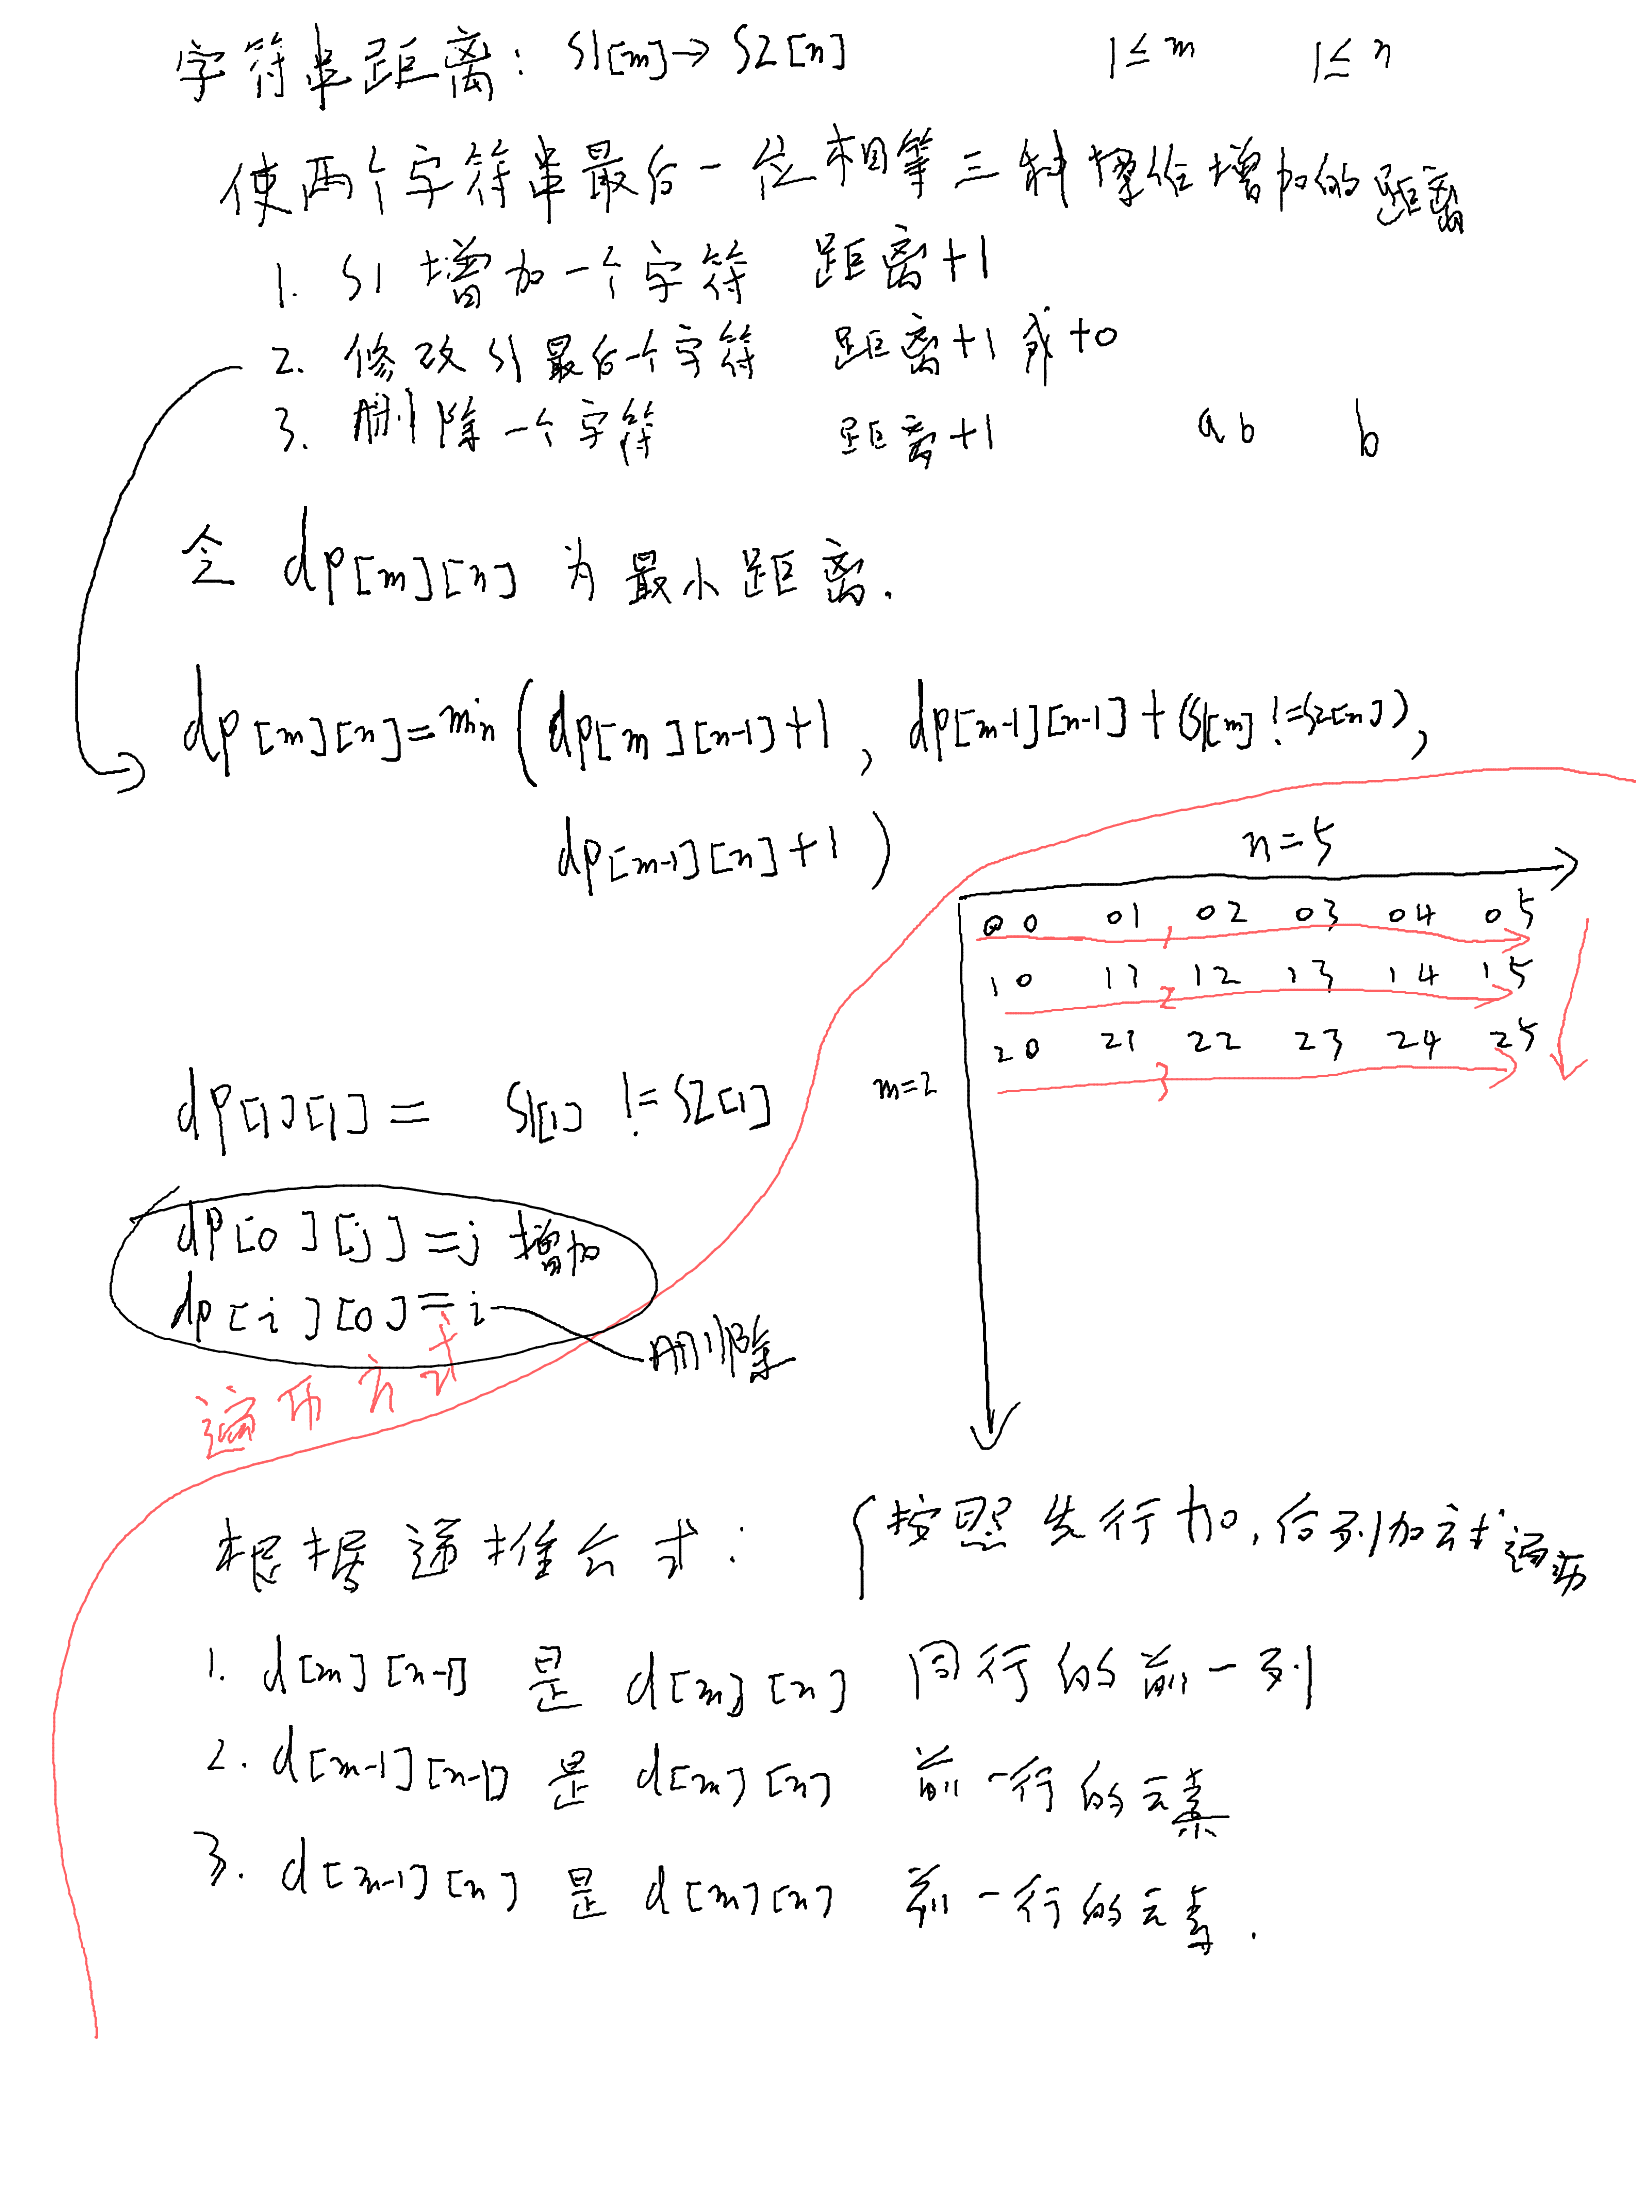 字符串距离: S1[m]→S2[n] 1≤m 1≤n
使两个字符串最后一位相等三种操作增加的距离
1. S1增加一个字符 距离+1
2. 修改S1最后一个字符 距离+1或+0
3. 删除一个字符 距离+1 ab b
令 dp[m][n] 为最小距离.
dp[m][n]=min(dp[m][n-1]+1, dp[m-1][n-1]+(S1[m]!=S2[n]),
dp[m-1][n]+1)
n=5
00 01 02 03 04 05
1
10 11 12 13 14 15
2
20 21 22 23 24 25
3
m=2
dp[1][1]= S1[1] != S2[1]
dp[0][j]=j 增加
dp[i][0]=i 删除
遍历方式
根据递推公式: {按照先行加,后列加方式遍历
1. d[m][n-1] 是 d[m][n] 同行的前一列
2. d[m-1][n-1] 是 d[m][n] 前一行的元素
3. d[m-1][n] 是 d[m][n] 前一行的元素.